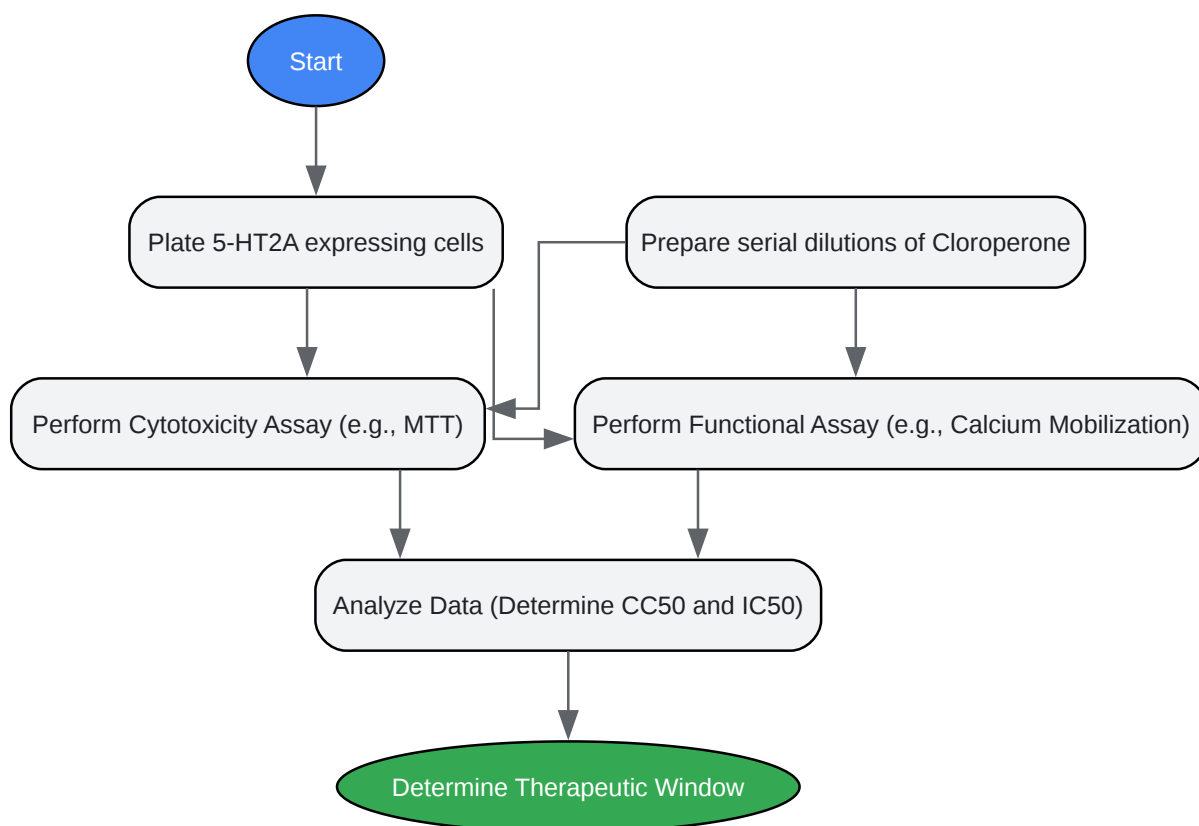 Start
Plate 5-HT2A expressing cells
Prepare serial dilutions of Cloroperone
Perform Cytotoxicity Assay (e.g., MTT)
Perform Functional Assay (e.g., Calcium Mobilization)
Analyze Data (Determine CC50 and IC50)
Determine Therapeutic Window